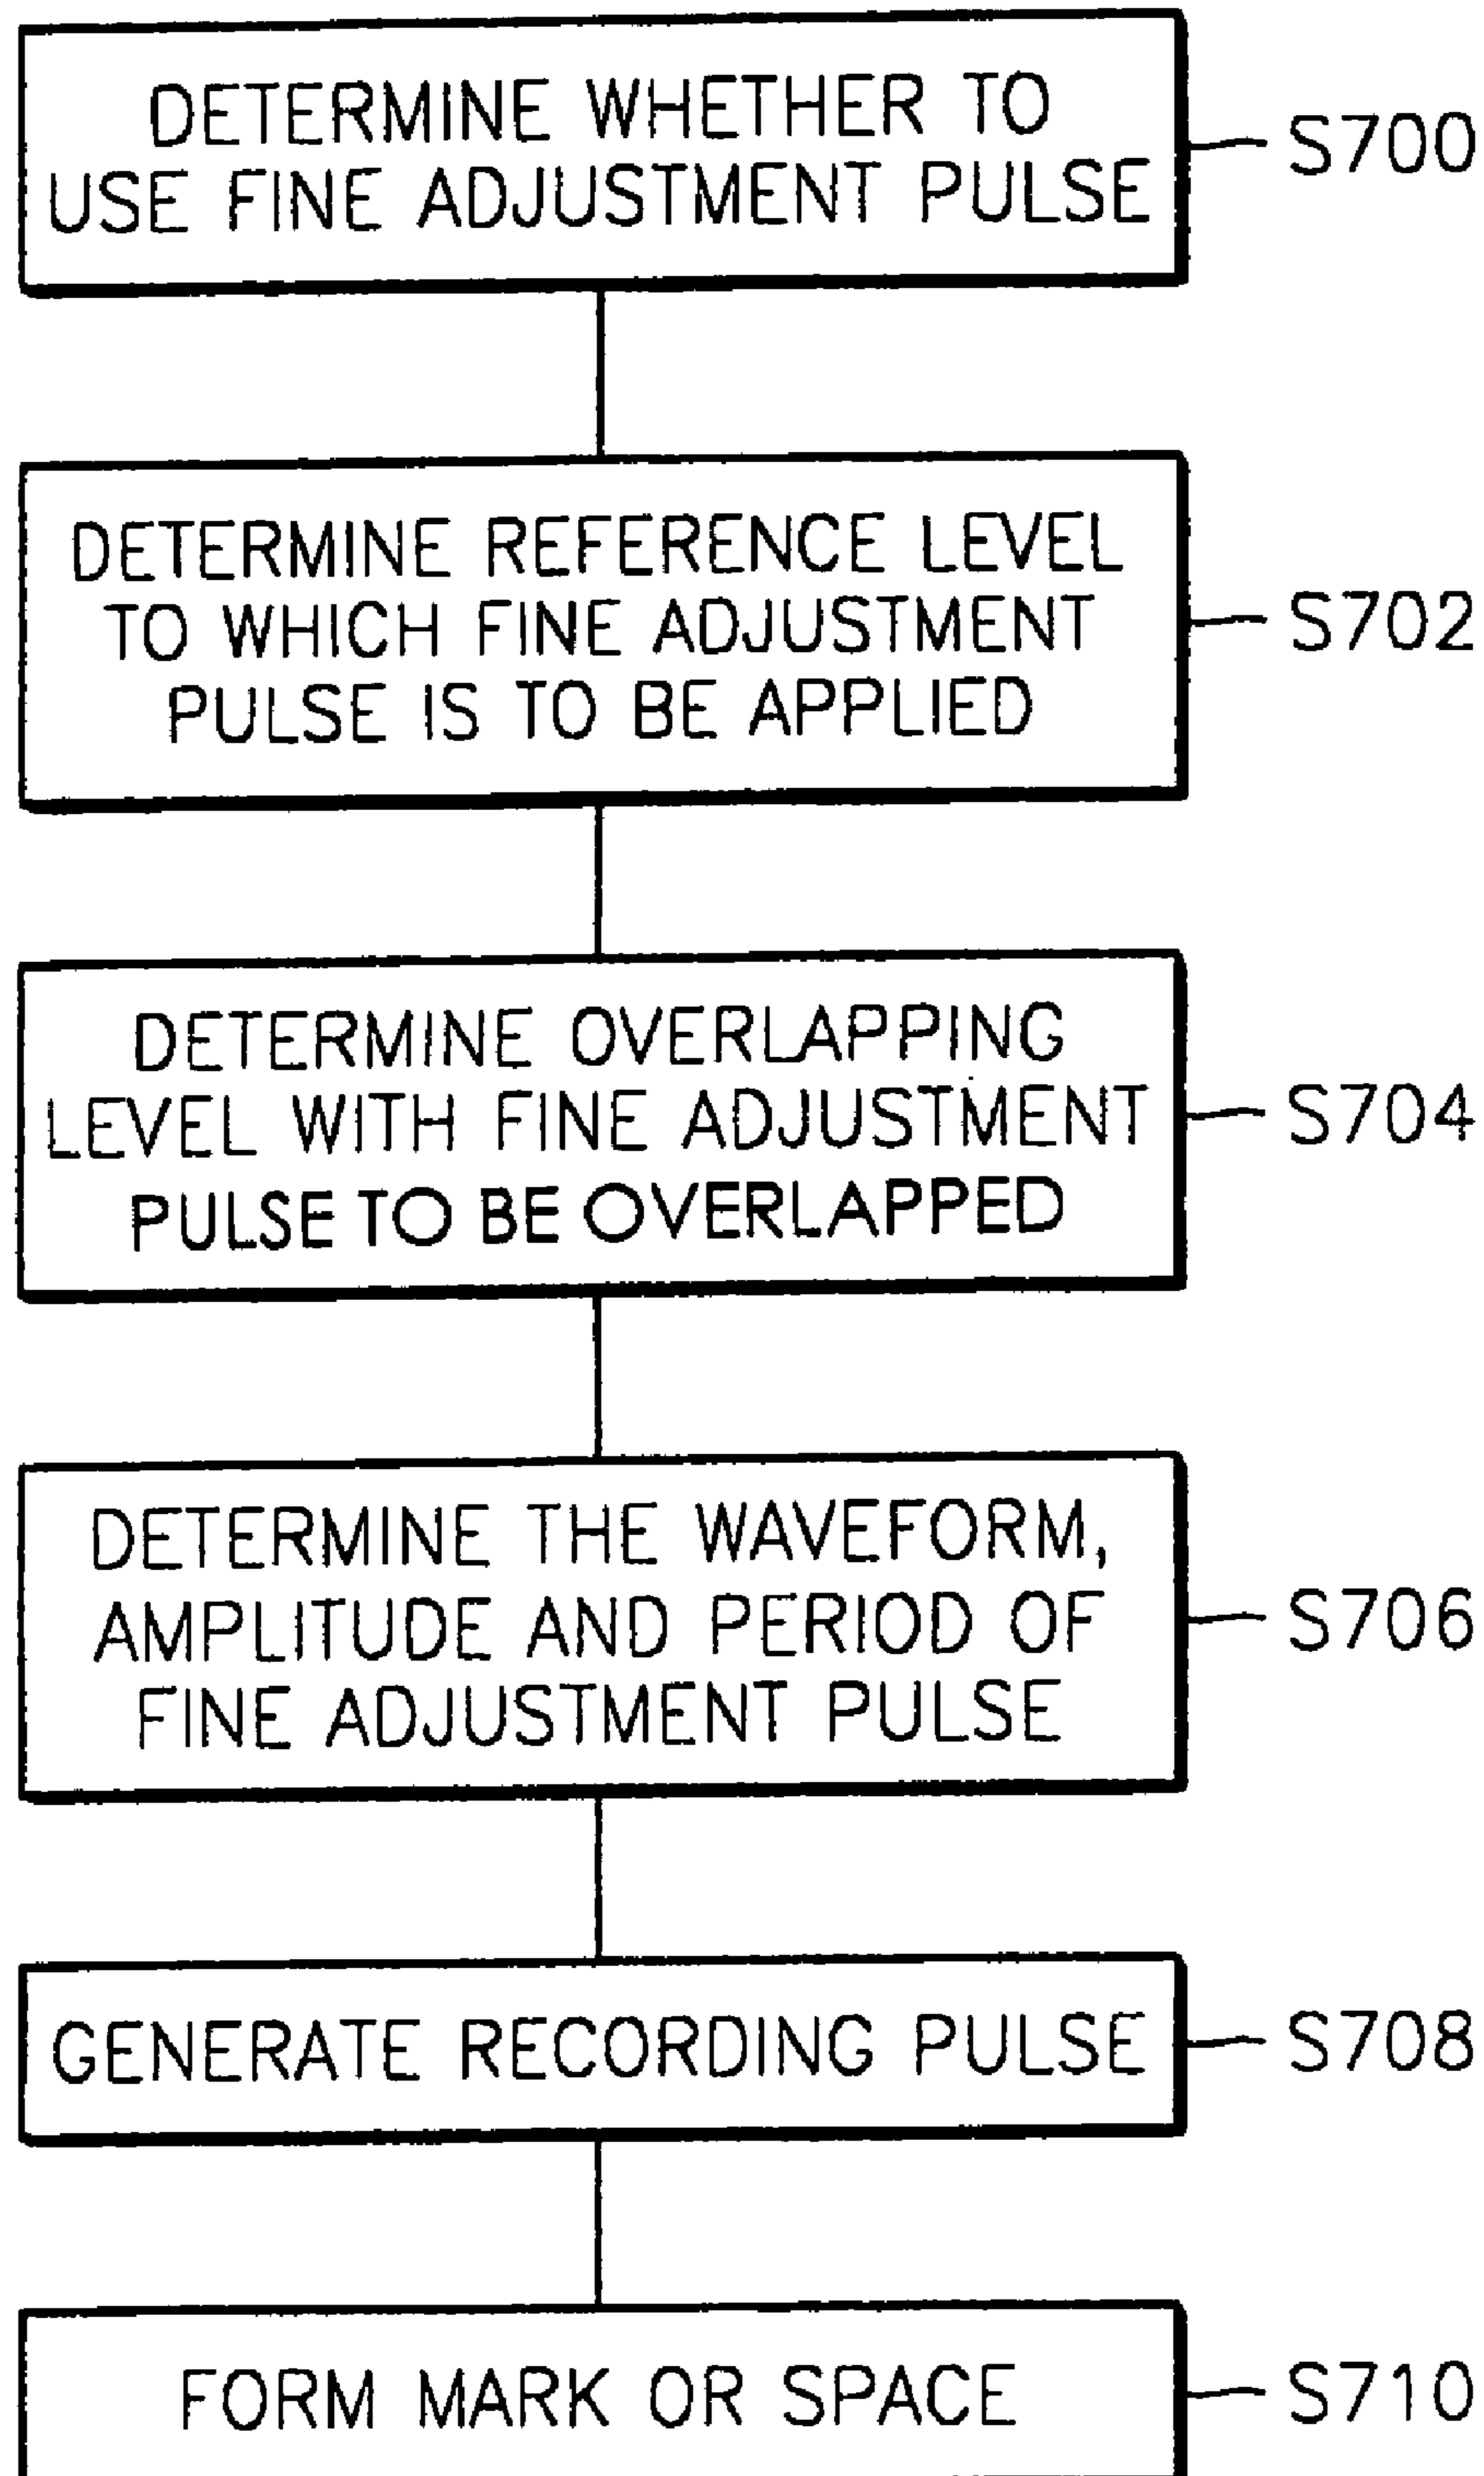 DETERMINE WHETHER TO
USE FINE ADJUSTMENT PULSE
S700
DETERMINE REFERENCE LEVEL
TO WHICH FINE ADJUSTMENT
PULSE IS TO BE APPLIED
S702
DETERMINE OVERLAPPING
LEVEL WITH FINE ADJUSTMENT
PULSE TO BE OVERLAPPED
S704
DETERMINE THE WAVEFORM,
AMPLITUDE AND PERIOD OF
FINE ADJUSTMENT PULSE
S706
GENERATE RECORDING PULSE
S708
FORM MARK OR SPACE
S710